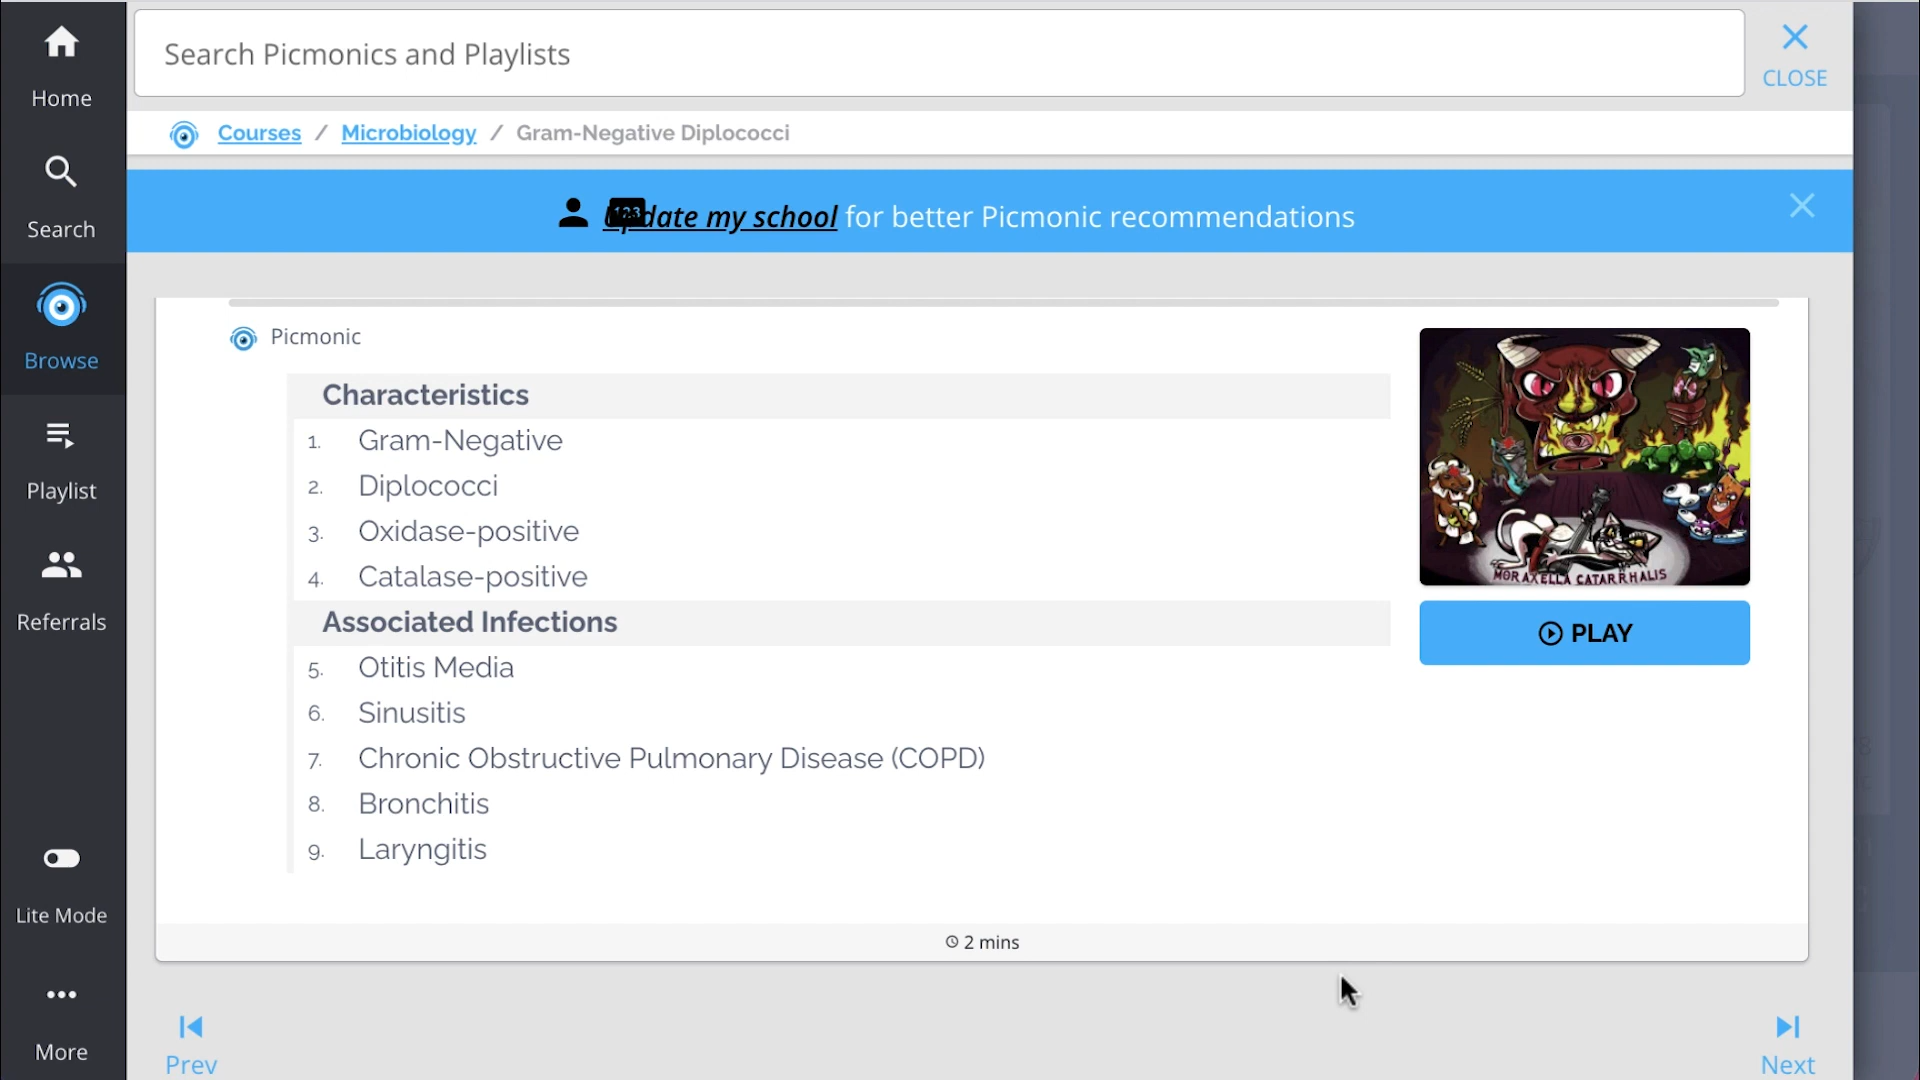 Home
Search
Browse
Playlist
Referrals
Lite Mode
More
Search Picmonics and Playlists
CLOSE
Courses / Microbiology / Gram-Negative Diplococci
Update my school for better Picmonic recommendations
Picmonic
Characteristics
1. Gram-Negative
2. Diplococci
3. Oxidase-positive
4. Catalase-positive
Associated Infections
5. Otitis Media
6. Sinusitis
7. Chronic Obstructive Pulmonary Disease (COPD)
8. Bronchitis
9. Laryngitis
MORAXELLA CATARRHALIS
PLAY
2 mins
Prev
Next